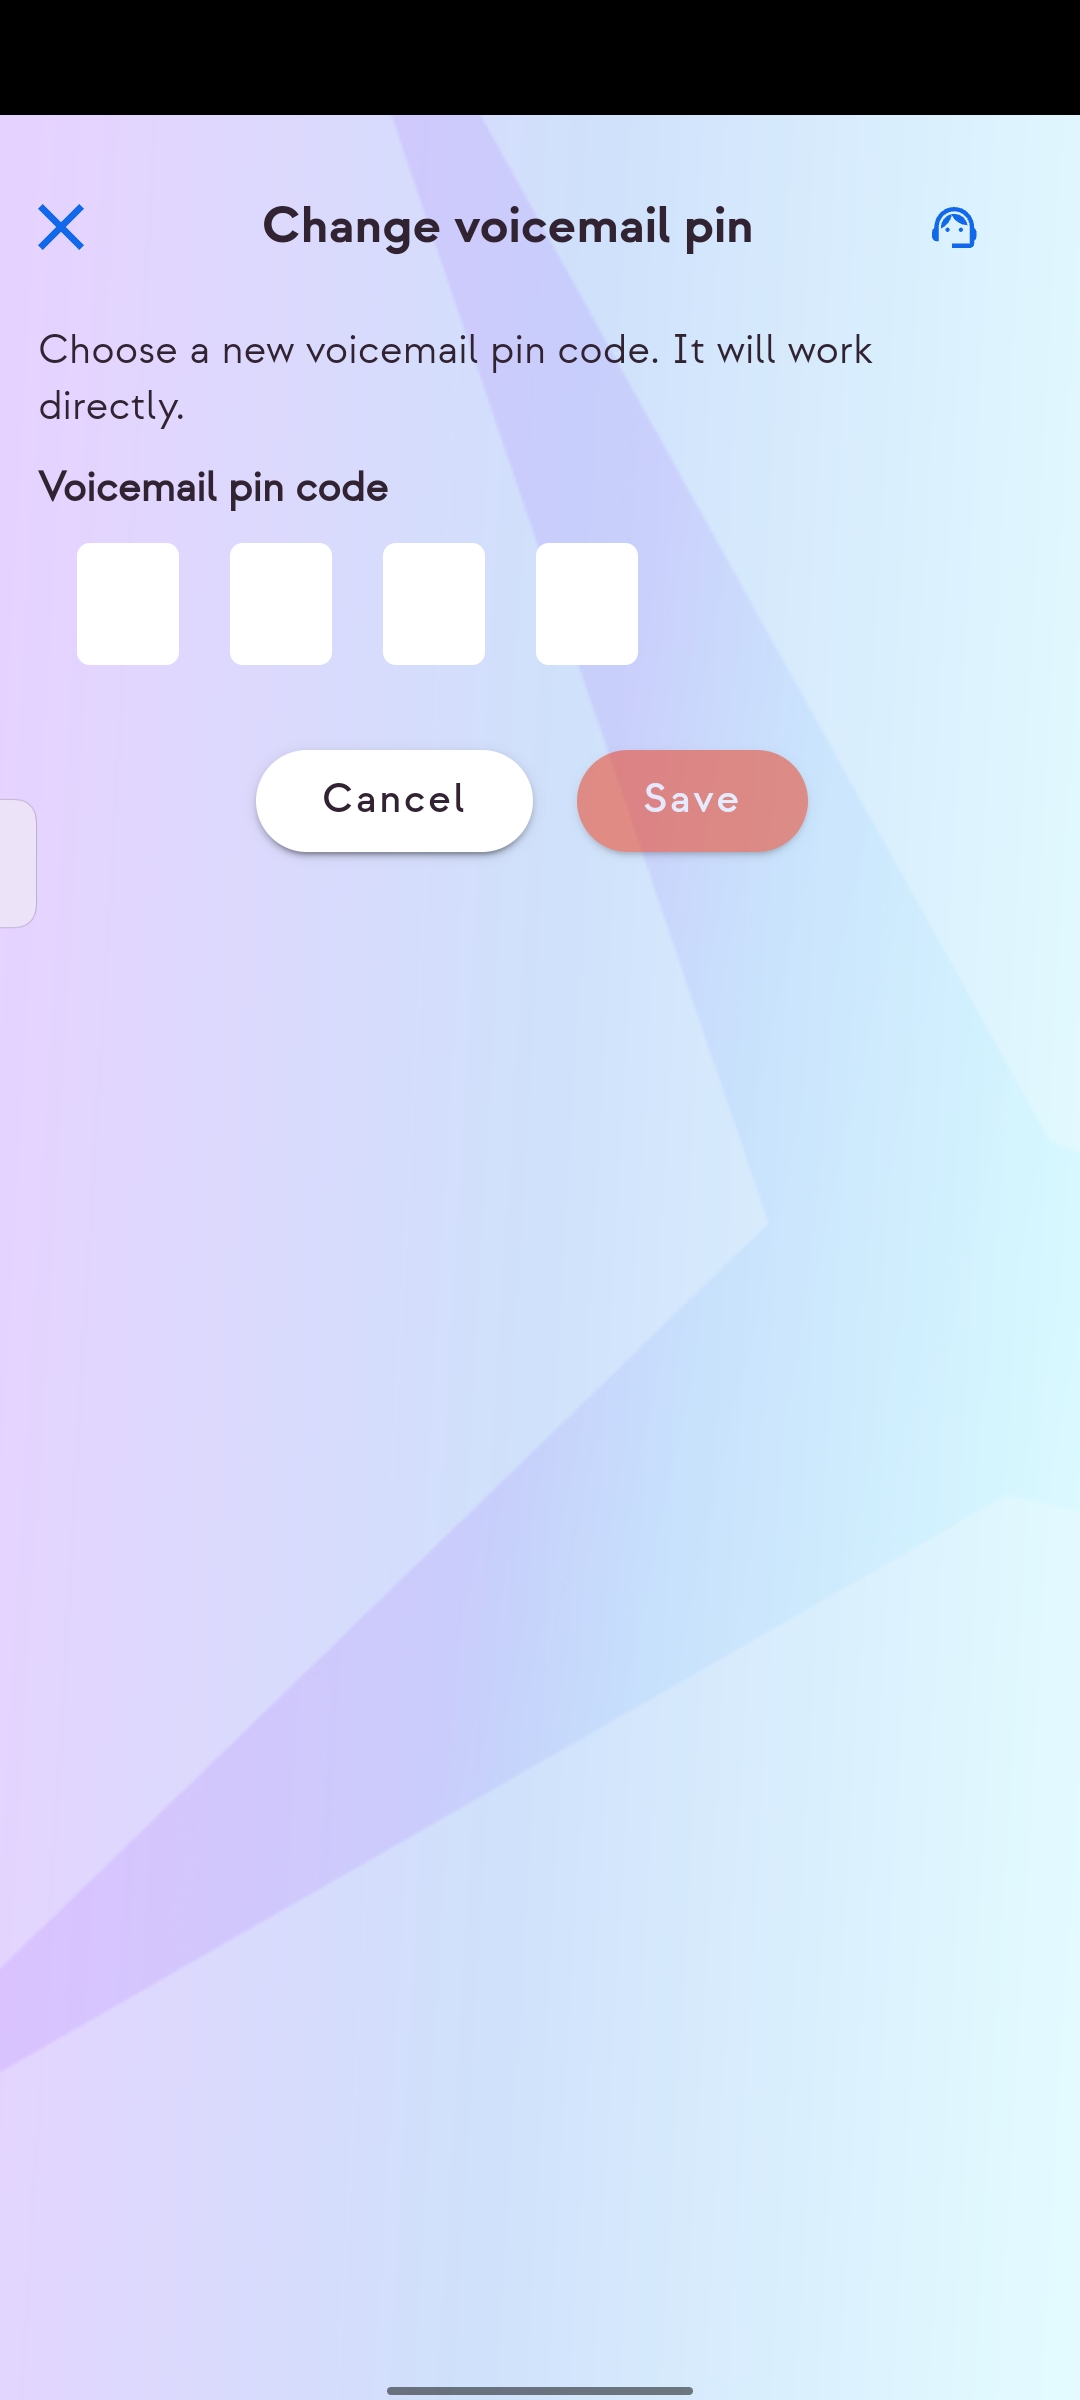 Change voicemail pin
Choose a new voicemail pin code. It will work
directly.
Voicemail pin code
Cancel
Save